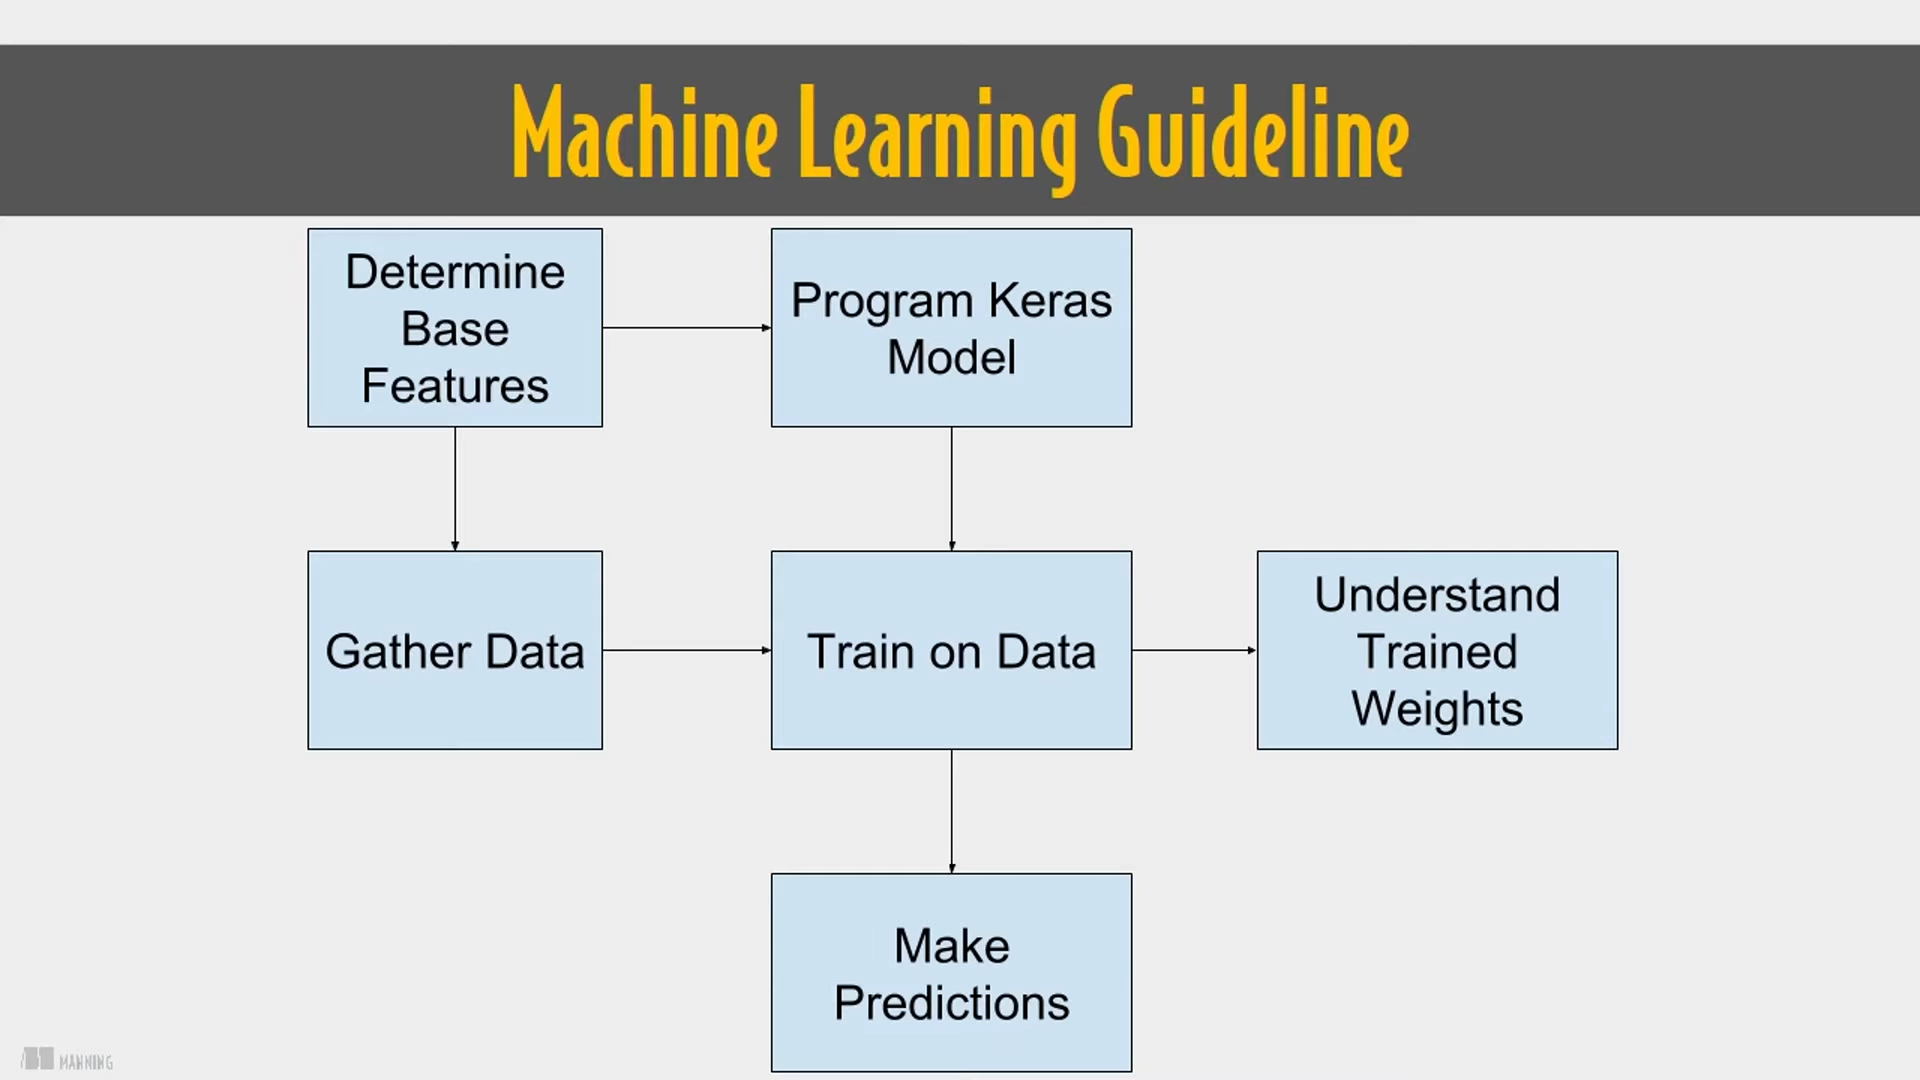 Machine Learning Guideline
Determine
Base
Features
Program Keras
Model
Gather Data
Train on Data
Understand
Trained
Weights
Make
Predictions
MANNING